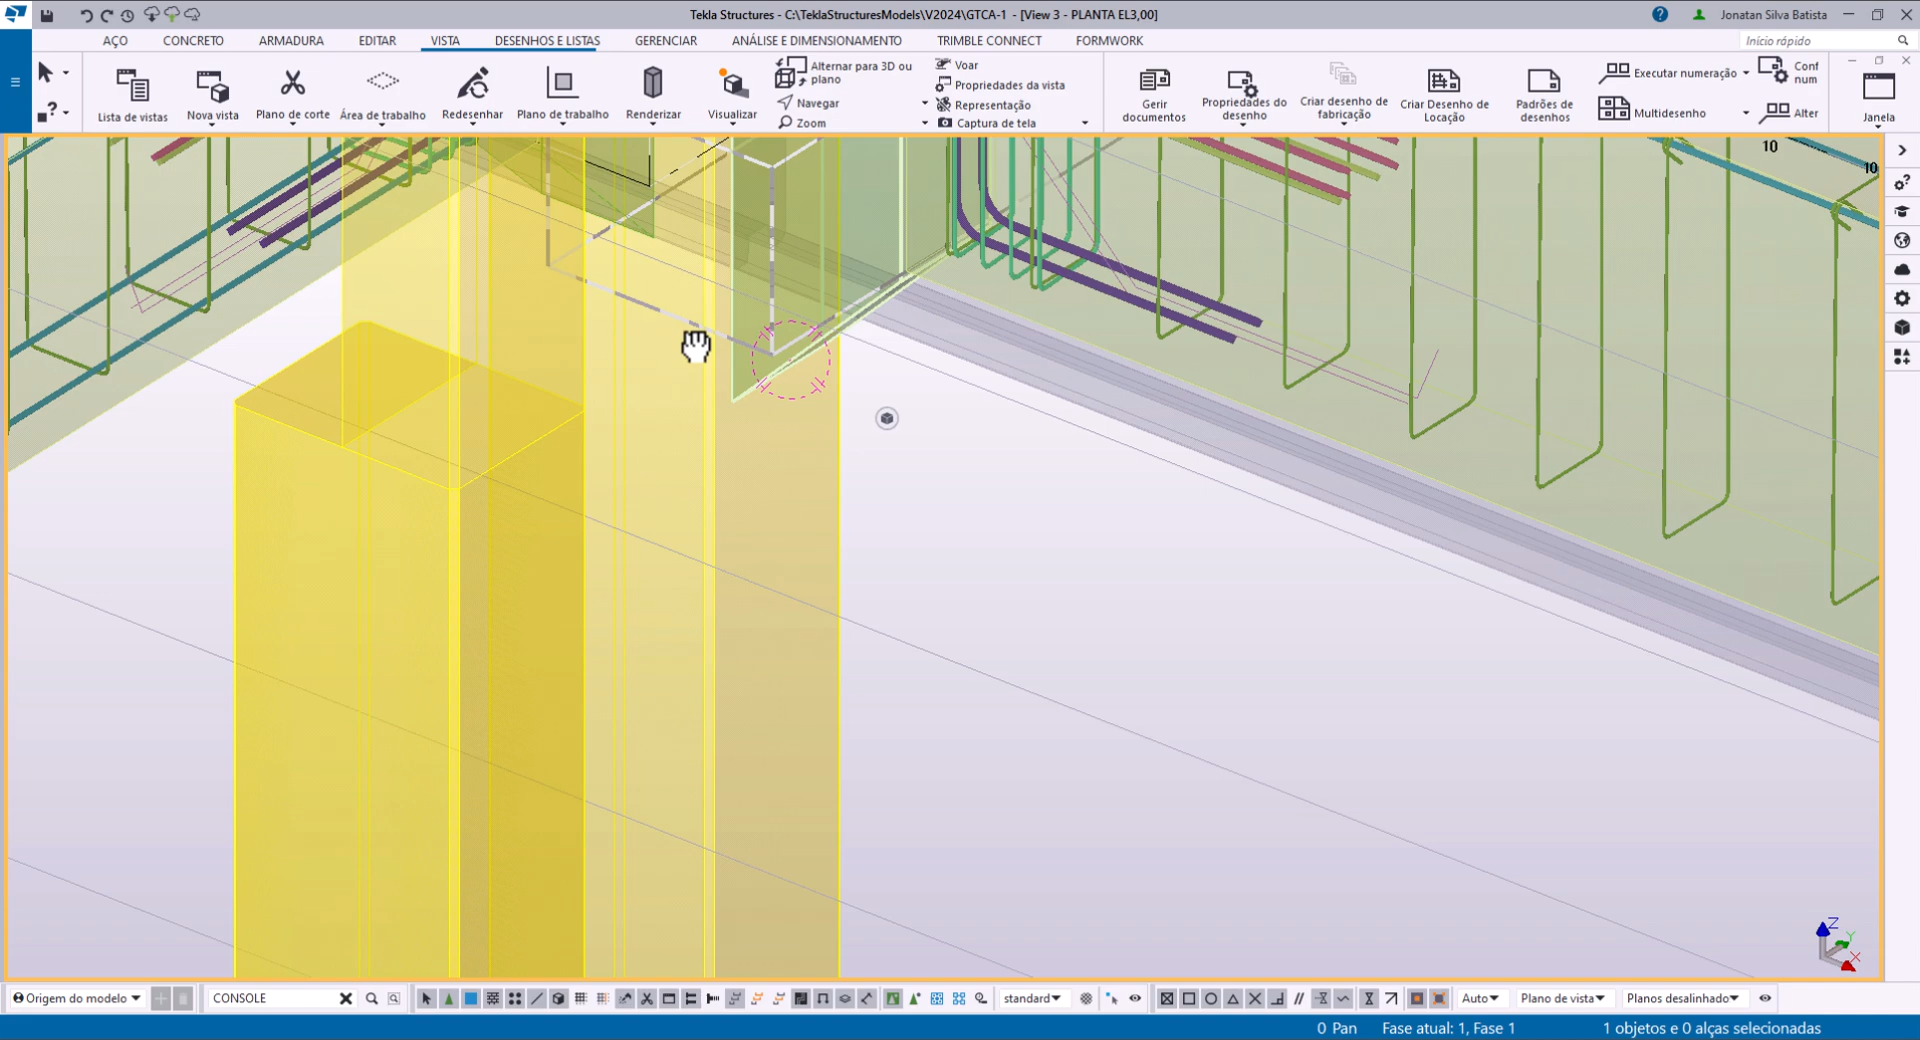 Tekla Structures - C:\TeklaStructuresModels\V2024\GTCA-1 - [View 3 - PLANTA EL3,00]
Jonatan Silva Batista
AÇO CONCRETO ARMADURA EDITAR VISTA DESENHOS E LISTAS GERENCIAR ANÁLISE E DIMENSIONAMENTO TRIMBLE CONNECT FORMWORK
Início rápido
Lista de vistas
Nova vista
Plano de corte
Área de trabalho
Redesenhar
Plano de trabalho
Renderizar
Visualizar
Alternar para 3D ou
plano
Navegar
Zoom
Voar
Propriedades da vista
Representação
Captura de tela
Gerir
documentos
Propriedades do
desenho
Criar desenho de
fabricação
Criar Desenho de
Locação
Padrões de
desenhos
Executar numeração
Multidesenho
Conf
num
Alter
Janela
10
10
Z
Y
X
Origem do modelo
CONSOLE
standard
Auto
Plano de vista
Planos desalinhado
0 Pan Fase atual: 1, Fase 1 1 objetos e 0 alças selecionadas